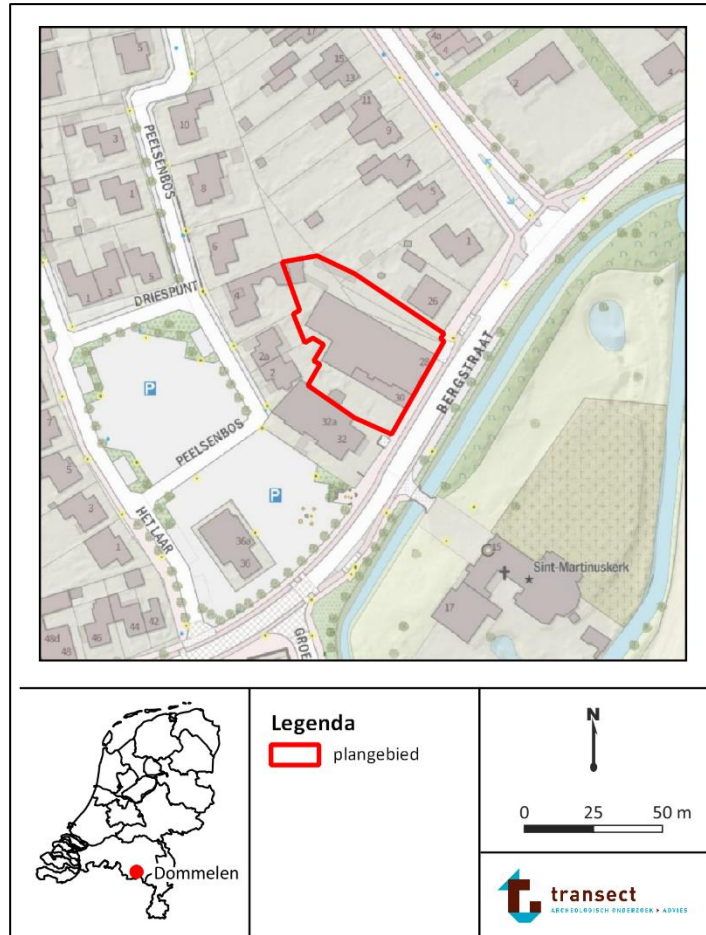 17
4a
4
5
15
13
2
4
10
11
9
3
PEELSENBOS
8
7
5
1
6
1
5
DRIESPUNT
1
3
4
26
2a
2
28
BERGSTRAAT
P
30
7
PEELSENBOS
32a
32
5
P
HET LAAR
3
36a
36
15
Sint-Martinuskerk
1
17
48d
48
46
44
42
GROE
Legenda
plangebied
N
0 25 50 m
Dommelen
transect
ARCHEOLOGISCH ONDERZOEK ▸ ADVIES